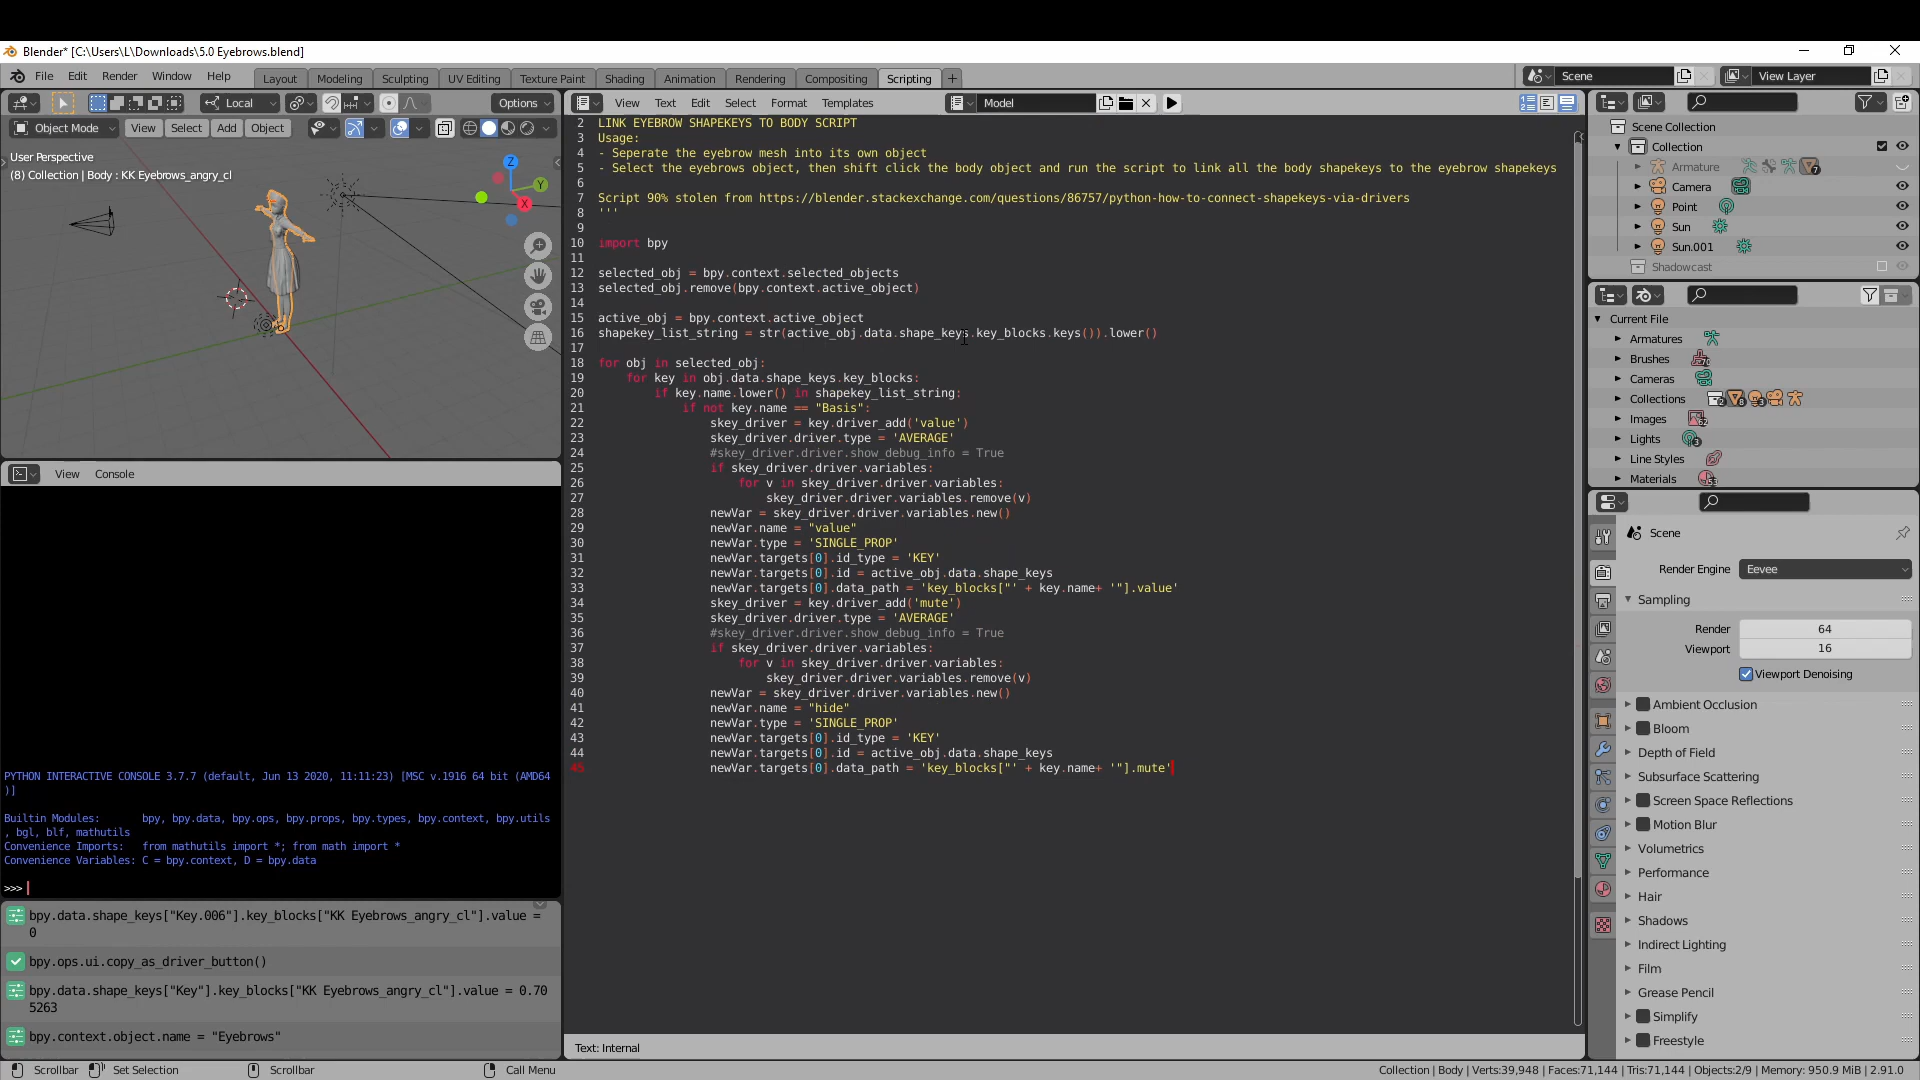 Blender* [C:\Users\L\Downloads\5.0 Eyebrows.blend]
File Edit Render Window Help
Layout Modeling Sculpting UV Editing Texture Paint Shading Animation Rendering Compositing Scripting +
Scene
View Layer
Local
Options
Object Mode View Select Add Object
User Perspective
(8) Collection | Body : KK Eyebrows_angry_cl
Z
Y
X
View Console
PYTHON INTERACTIVE CONSOLE 3.7.7 (default, Jun 13 2020, 11:11:23) [MSC v.1916 64 bit (AMD64
)]
Builtin Modules: bpy, bpy.data, bpy.ops, bpy.props, bpy.types, bpy.context, bpy.utils
, bgl, blf, mathutils
Convenience Imports: from mathutils import *; from math import *
Convenience Variables: C = bpy.context, D = bpy.data
>>>
bpy.data.shape_keys["Key.006"].key_blocks["KK Eyebrows_angry_cl"].value =
0
bpy.ops.ui.copy_as_driver_button()
bpy.data.shape_keys["Key"].key_blocks["KK Eyebrows_angry_cl"].value = 0.70
5263
bpy.context.object.name = "Eyebrows"
View Text Edit Select Format Templates
Model
2 LINK EYEBROW SHAPEKEYS TO BODY SCRIPT
3 Usage:
4 - Seperate the eyebrow mesh into its own object
5 - Select the eyebrows object, then shift click the body object and run the script to link all the body shapekeys to the eyebrow shapekeys
6
7 Script 90% stolen from https://blender.stackexchange.com/questions/86757/python-how-to-connect-shapekeys-via-drivers
8 '''
9
10 import bpy
11
12 selected_obj = bpy.context.selected_objects
13 selected_obj.remove(bpy.context.active_object)
14
15 active_obj = bpy.context.active_object
16 shapekey_list_string = str(active_obj.data.shape_keys.key_blocks.keys()).lower()
17
18 for obj in selected_obj:
19     for key in obj.data.shape_keys.key_blocks:
20         if key.name.lower() in shapekey_list_string:
21             if not key.name == "Basis":
22                 skey_driver = key.driver_add('value')
23                 skey_driver.driver.type = 'AVERAGE'
24                 #skey_driver.driver.show_debug_info = True
25                 if skey_driver.driver.variables:
26                     for v in skey_driver.driver.variables:
27                         skey_driver.driver.variables.remove(v)
28                 newVar = skey_driver.driver.variables.new()
29                 newVar.name = "value"
30                 newVar.type = 'SINGLE_PROP'
31                 newVar.targets[0].id_type = 'KEY'
32                 newVar.targets[0].id = active_obj.data.shape_keys
33                 newVar.targets[0].data_path = 'key_blocks["' + key.name+ '"].value'
34                 skey_driver = key.driver_add('mute')
35                 skey_driver.driver.type = 'AVERAGE'
36                 #skey_driver.driver.show_debug_info = True
37                 if skey_driver.driver.variables:
38                     for v in skey_driver.driver.variables:
39                         skey_driver.driver.variables.remove(v)
40                 newVar = skey_driver.driver.variables.new()
41                 newVar.name = "hide"
42                 newVar.type = 'SINGLE_PROP'
43                 newVar.targets[0].id_type = 'KEY'
44                 newVar.targets[0].id = active_obj.data.shape_keys
45                 newVar.targets[0].data_path = 'key_blocks["' + key.name+ '"].mute'
Text: Internal
Scene Collection
Collection
Armature 7
Camera
Point
Sun
Sun.001
Shadowcast
Current File
Armatures
Brushes
Cameras
Collections
Images
Lights 3
Line Styles
Materials
Scene
Render Engine Eevee
Sampling
Render 64
Viewport 16
Viewport Denoising
Ambient Occlusion
Bloom
Depth of Field
Subsurface Scattering
Screen Space Reflections
Motion Blur
Volumetrics
Performance
Hair
Shadows
Indirect Lighting
Film
Grease Pencil
Simplify
Freestyle
Scrollbar Set Selection Scrollbar Call Menu
Collection | Body | Verts:39,948 | Faces:71,144 | Tris:71,144 | Objects:2/9 | Memory: 950.9 MiB | 2.91.0